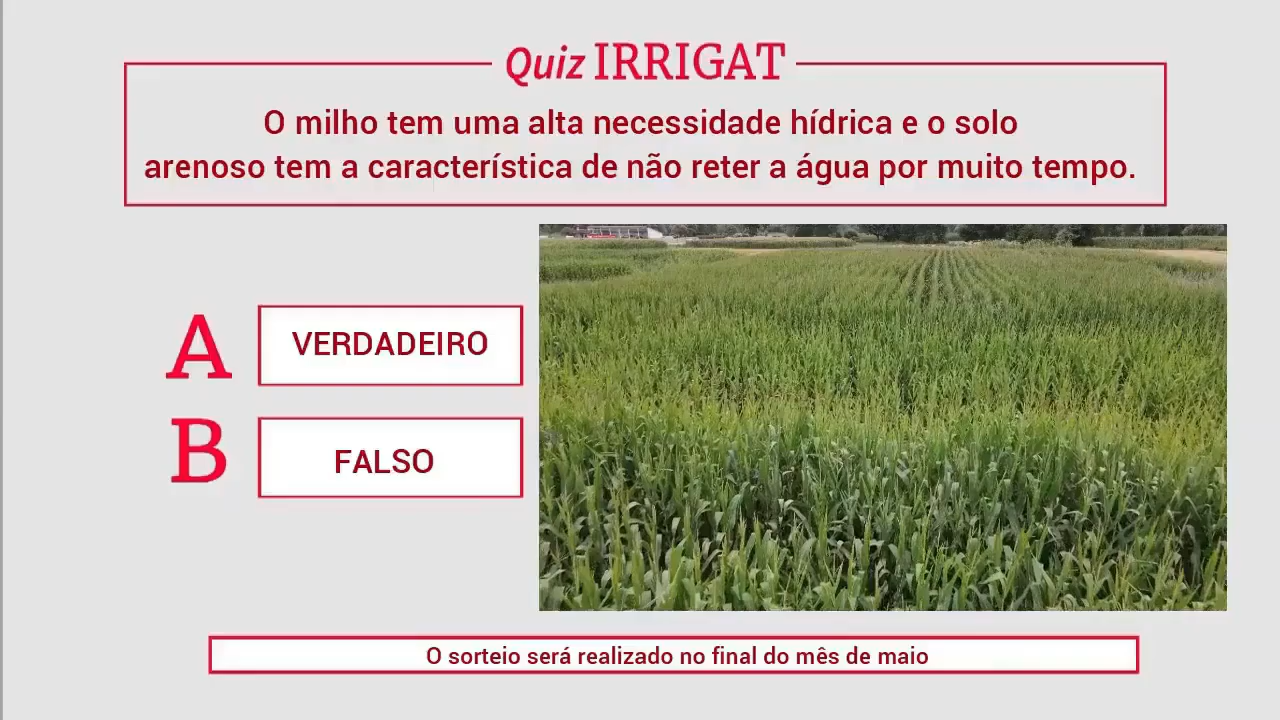 Quiz IRRIGAT
O milho tem uma alta necessidade hídrica e o solo
arenoso tem a característica de não reter a água por muito tempo.
A
VERDADEIRO
B
FALSO
O sorteio será realizado no final do mês de maio